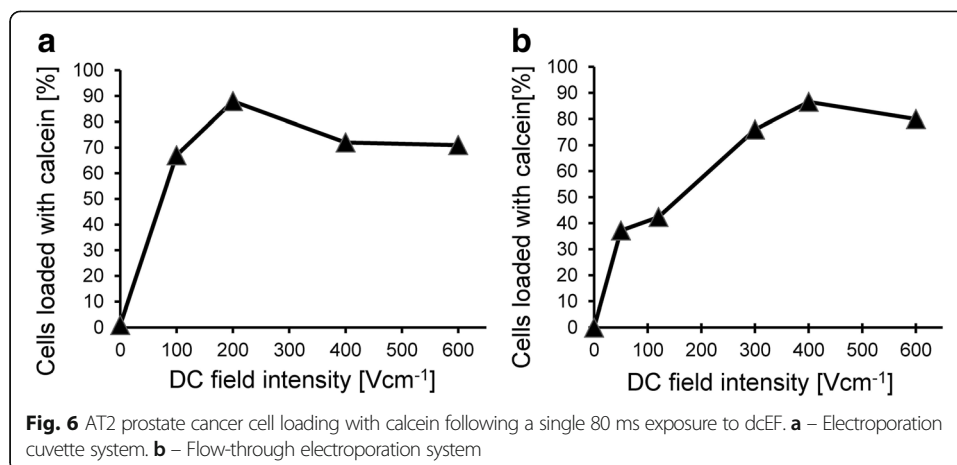 a
b
Cells loaded with calcein [%]
100
90
80
70
60
50
40
30
20
10
0
0 100 200 300 400 500 600
DC field intensity [Vcm-1]
Cells loaded with calcein[%]
100
90
80
70
60
50
40
30
20
10
0
0 100 200 300 400 500 600
DC field intensity [Vcm-1]
Fig. 6 AT2 prostate cancer cell loading with calcein following a single 80 ms exposure to dcEF. a – Electroporation
cuvette system. b – Flow-through electroporation system